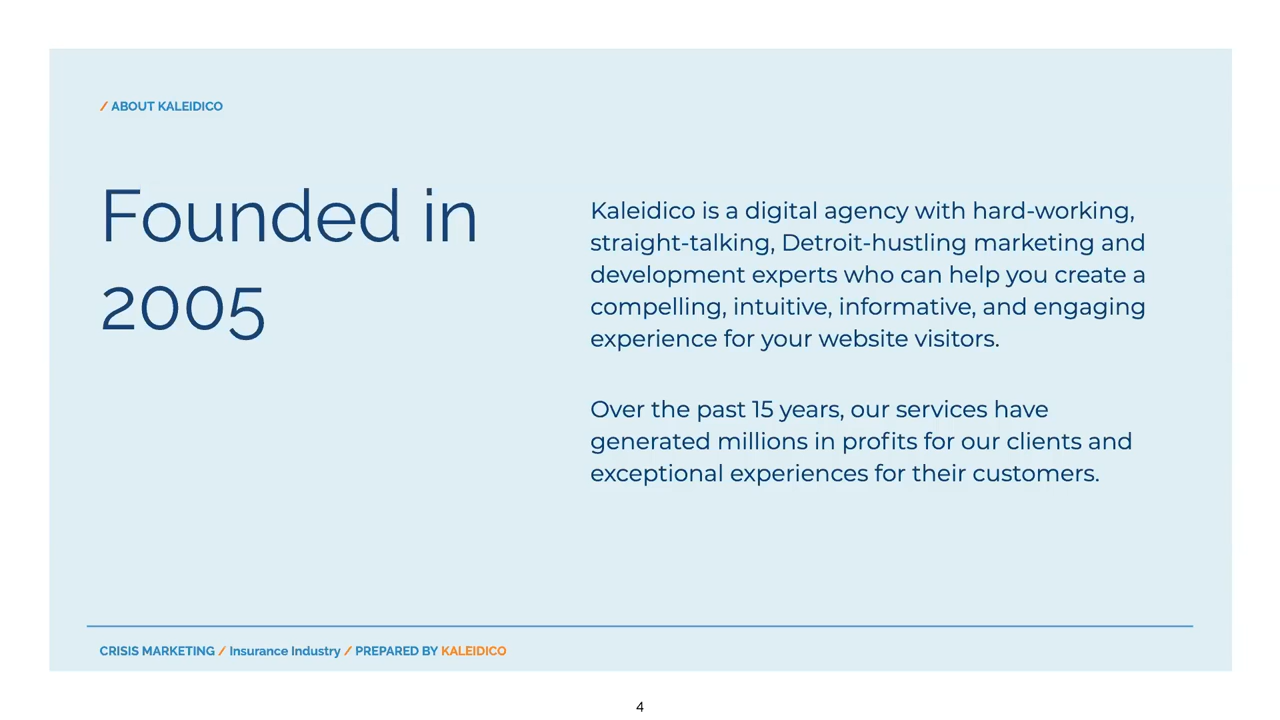 / ABOUT KALEIDICO
Founded in
2005
Kaleidico is a digital agency with hard-working,
straight-talking, Detroit-hustling marketing and
development experts who can help you create a
compelling, intuitive, informative, and engaging
experience for your website visitors.
Over the past 15 years, our services have
generated millions in profits for our clients and
exceptional experiences for their customers.
CRISIS MARKETING / Insurance Industry / PREPARED BY KALEIDICO
4